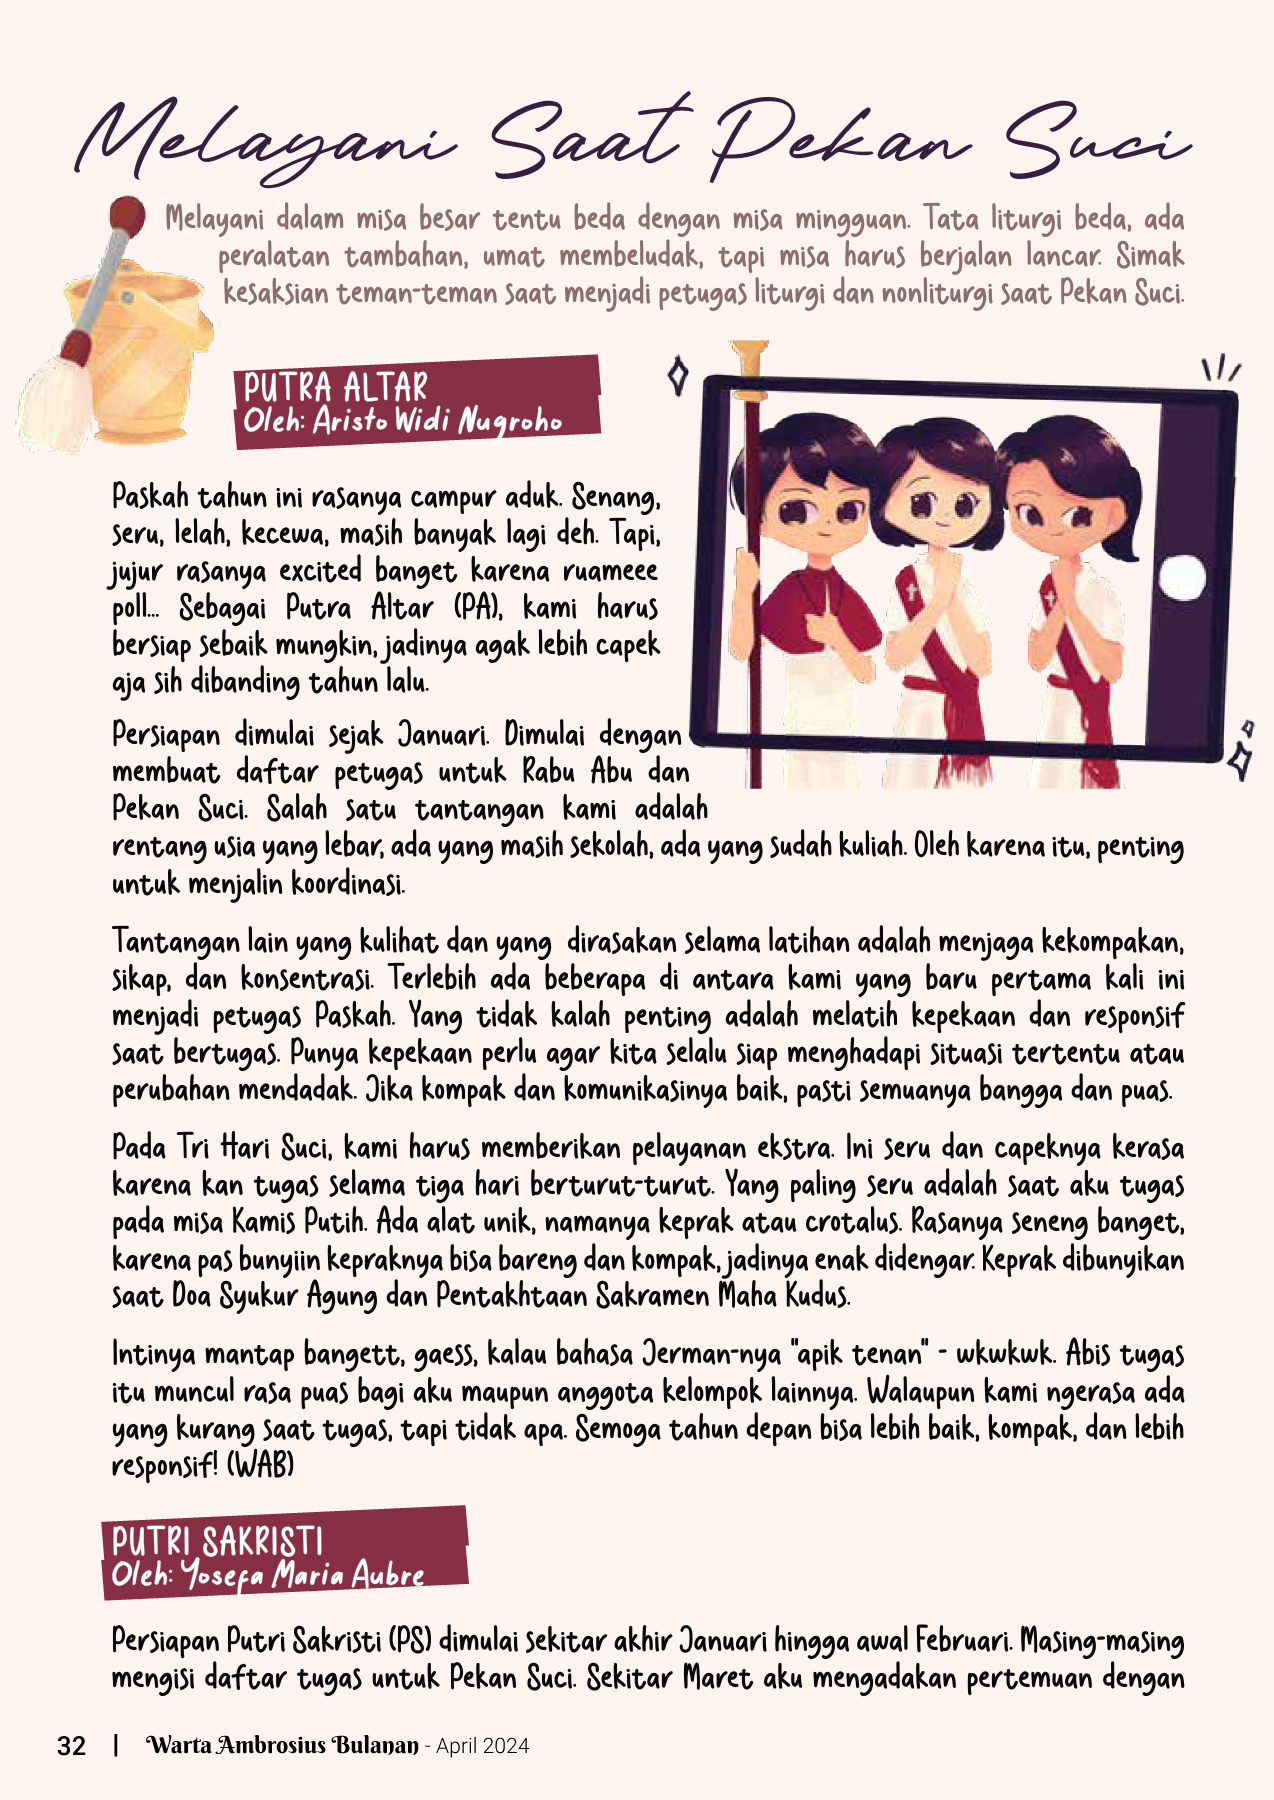 Melayani Saat Pekan Suci
Melayani dalam misa besar tentu beda dengan misa mingguan. Tata liturgi beda, ada
peralatan tambahan, umat membeludak, tapi misa harus berjalan lancar. Simak
kesaksian teman-teman saat menjadi petugas liturgi dan nonliturgi saat Pekan Suci.
PUTRA ALTAR
Oleh: Aristo Widi Nugroho
Paskah tahun ini rasanya campur aduk. Senang,
seru, lelah, kecewa, masih banyak lagi deh. Tapi,
jujur rasanya excited banget karena ruameee
poll... Sebagai Putra Altar (PA), kami harus
bersiap sebaik mungkin, jadinya agak lebih capek
aja sih dibanding tahun lalu.
Persiapan dimulai sejak Januari. Dimulai dengan
membuat daftar petugas untuk Rabu Abu dan
Pekan Suci. Salah satu tantangan kami adalah
rentang usia yang lebar, ada yang masih sekolah, ada yang sudah kuliah. Oleh karena itu, penting
untuk menjalin koordinasi.
Tantangan lain yang kulihat dan yang dirasakan selama latihan adalah menjaga kekompakan,
sikap, dan konsentrasi. Terlebih ada beberapa di antara kami yang baru pertama kali ini
menjadi petugas Paskah. Yang tidak kalah penting adalah melatih kepekaan dan responsif
saat bertugas. Punya kepekaan perlu agar kita selalu siap menghadapi situasi tertentu atau
perubahan mendadak. Jika kompak dan komunikasinya baik, pasti semuanya bangga dan puas.
Pada Tri Hari Suci, kami harus memberikan pelayanan ekstra. Ini seru dan capeknya kerasa
karena kan tugas selama tiga hari berturut-turut. Yang paling seru adalah saat aku tugas
pada misa Kamis Putih. Ada alat unik, namanya keprak atau crotalus. Rasanya seneng banget,
karena pas bunyiin kepraknya bisa bareng dan kompak, jadinya enak didengar. Keprak dibunyikan
saat Doa Syukur Agung dan Pentakhtaan Sakramen Maha Kudus.
Intinya mantap bangett, gaess, kalau bahasa Jerman-nya "apik tenan" - wkwkwk. Abis tugas
itu muncul rasa puas bagi aku maupun anggota kelompok lainnya. Walaupun kami ngerasa ada
yang kurang saat tugas, tapi tidak apa. Semoga tahun depan bisa lebih baik, kompak, dan lebih
responsif! (WAB)
PUTRI SAKRISTI
Oleh: Yosefa Maria Aubre
Persiapan Putri Sakristi (PS) dimulai sekitar akhir Januari hingga awal Februari. Masing-masing
mengisi daftar tugas untuk Pekan Suci. Sekitar Maret aku mengadakan pertemuan dengan
32 | Warta Ambrosius Bulanan - April 2024